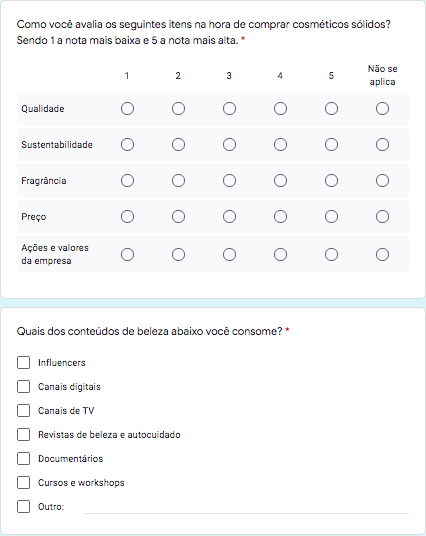 Como você avalia os seguintes itens na hora de comprar cosméticos sólidos?
Sendo 1 a nota mais baixa e 5 a nota mais alta. *
1 2 3 4 5 Não se
aplica
Qualidade
Sustentabilidade
Fragrância
Preço
Ações e valores
da empresa
Quais dos conteúdos de beleza abaixo você consome? *
Influencers
Canais digitais
Canais de TV
Revistas de beleza e autocuidado
Documentários
Cursos e workshops
Outro: